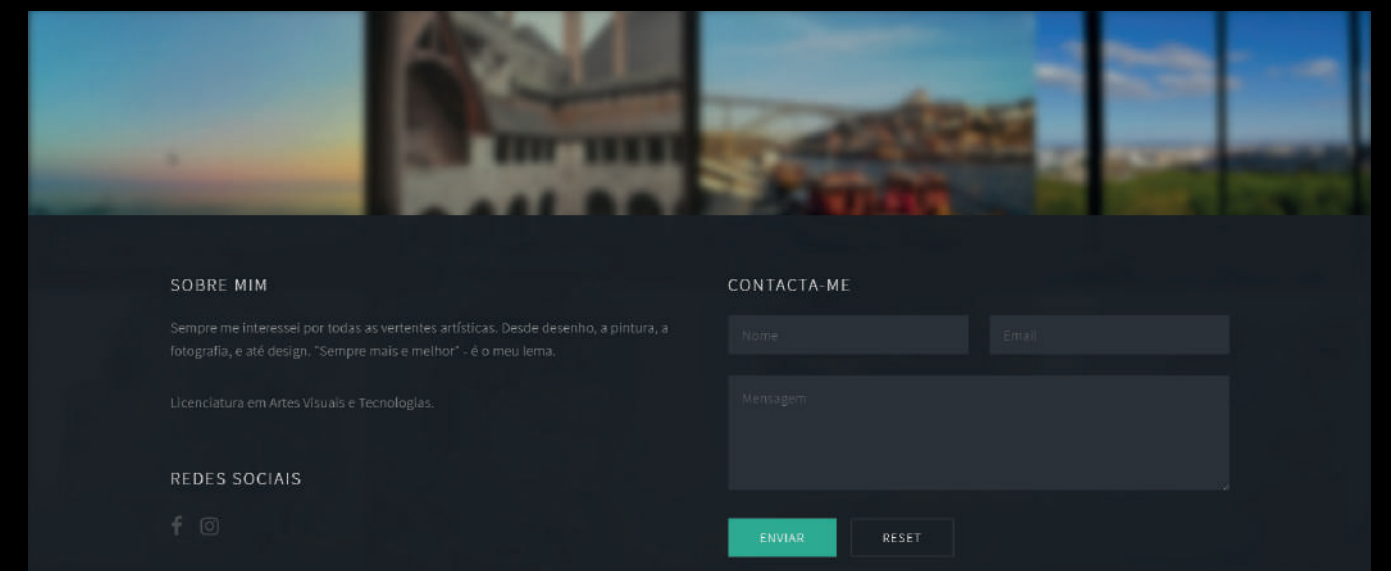 SOBRE MIM
Sempre me interessei por todas as vertentes artísticas. Desde desenho, a pintura, a
fotografia, e até design. "Sempre mais e melhor" - é o meu lema.
Licenciatura em Artes Visuais e Tecnologias.
REDES SOCIAIS
CONTACTA-ME
Nome
Email
Mensagem
ENVIAR
RESET